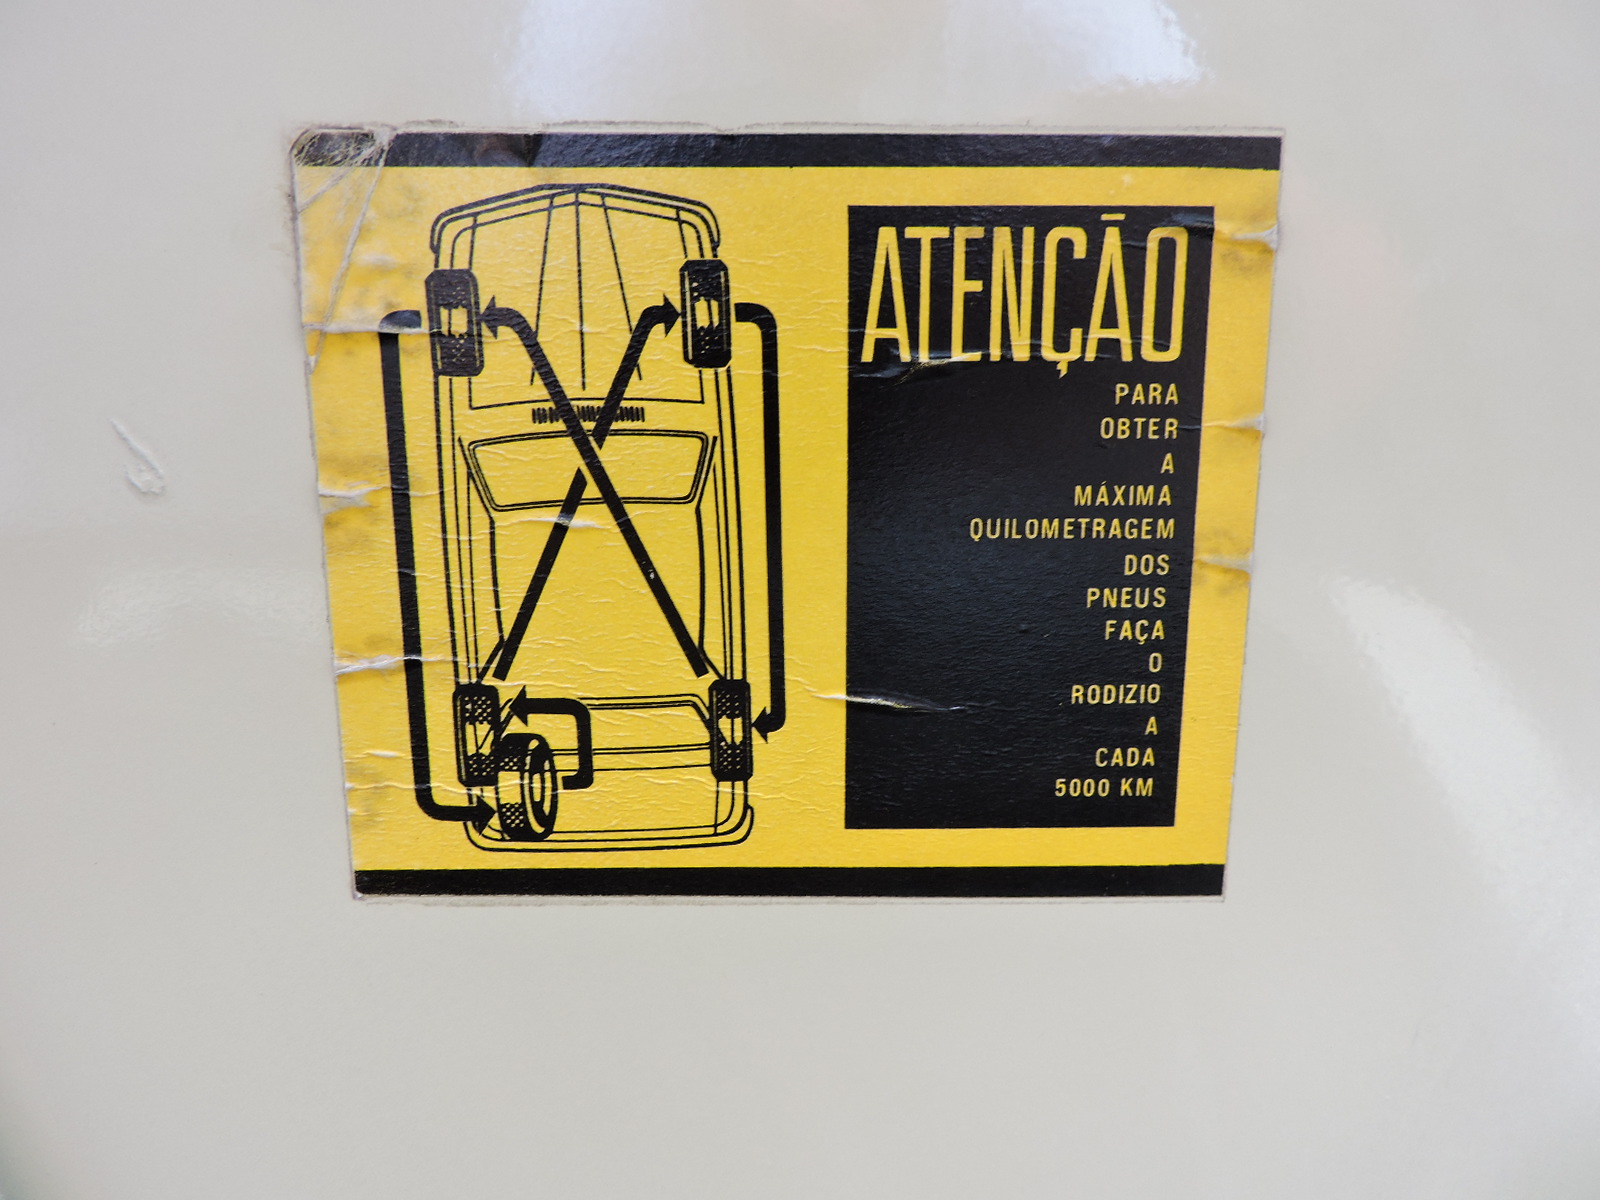 ATENÇÃO
PARA
OBTER
A
MÁXIMA
QUILOMETRAGEM
DOS
PNEUS
FAÇA
O
RODIZIO
A
CADA
5000 KM